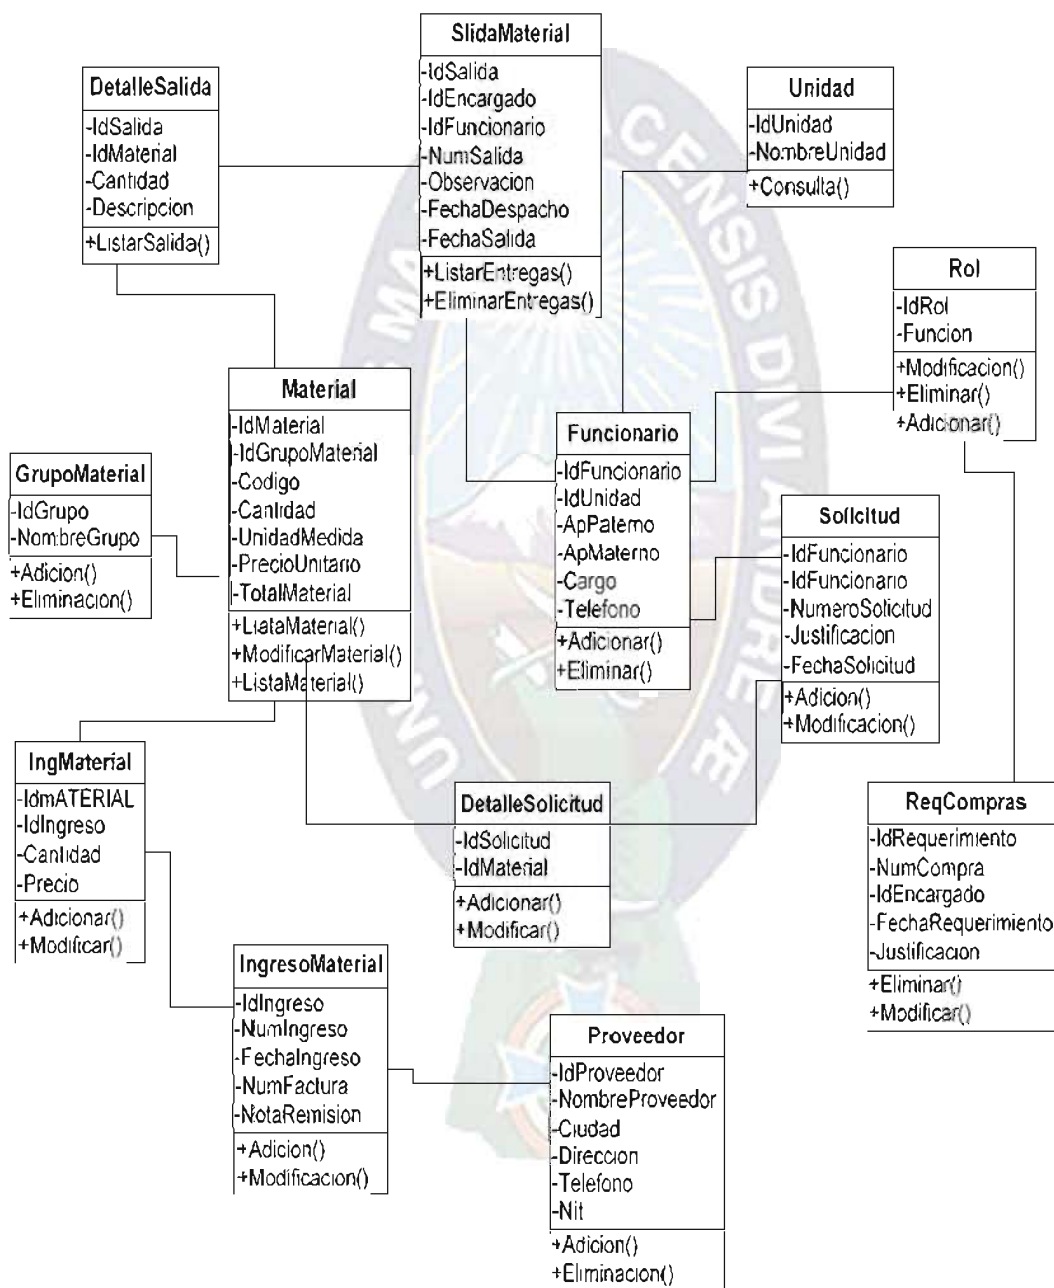 SlidaMaterial
-IdSalida
-IdEncargado
-IdFuncionario
-NumSalida
-Observacion
-FechaDespacho
-FechaSalida
+ListarEntregas()
+EliminarEntregas()
DetalleSalida
-IdSalida
-IdMaterial
-Cantidad
-Descripcion
+ListarSalida()
Unidad
-IdUnidad
-NombreUnidad
+Consulta()
Rol
-IdRol
-Funcion
+Modificacion()
+Eliminar()
+Adicionar()
Material
-IdMaterial
-IdGrupoMaterial
-Codigo
-Cantidad
-UnidadMedida
-PrecioUnitario
-TotalMaterial
+LiataMaterial()
+ModificarMaterial()
+ListaMaterial()
Funcionario
-IdFuncionario
-IdUnidad
-ApPaterno
-ApMaterno
-Cargo
-Telefono
+Adicionar()
+Eliminar()
GrupoMaterial
-IdGrupo
-NombreGrupo
+Adicion()
+Eliminacion()
Solicitud
-IdFuncionario
-IdFuncionario
-NumeroSolicitud
-Justificacion
-FechaSolicitud
+Adicion()
+Modificacion()
IngMaterial
-IdmATERIAL
-IdIngreso
-Cantidad
-Precio
+Adicionar()
+Modificar()
DetalleSolicitud
-IdSolicitud
-IdMaterial
+Adicionar()
+Modificar()
ReqCompras
-IdRequerimiento
-NumCompra
-IdEncargado
-FechaRequerimiento
-Justificacion
+Eliminar()
+Modificar()
IngresoMaterial
-IdIngreso
-NumIngreso
-FechaIngreso
-NumFactura
-NotaRemision
+Adicion()
+Modificacion()
Proveedor
-IdProveedor
-NombreProveedor
-Ciudad
-Direccion
-Telefono
-Nit
+Adicion()
+Eliminacion()
CENSIS DIVI ANDRE Æ